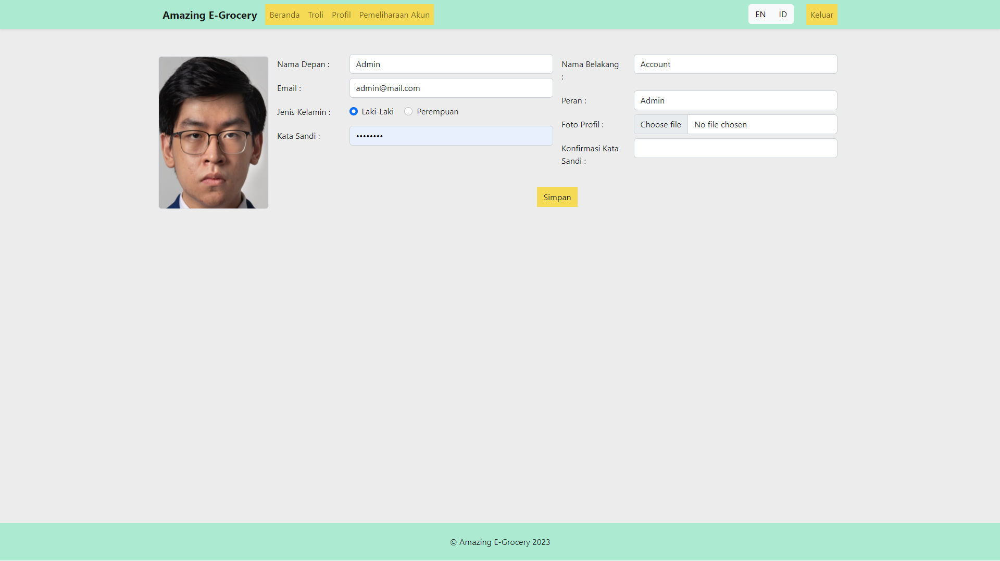 Amazing E-Grocery Beranda Troli Profil Pemeliharaan Akun EN ID Keluar
Nama Depan : Admin
Nama Belakang : Account
Email : admin@mail.com
Peran : Admin
Jenis Kelamin : Laki-Laki Perempuan
Foto Profil : Choose file No file chosen
Kata Sandi : ••••••••
Konfirmasi Kata
Sandi :
Simpan
© Amazing E-Grocery 2023